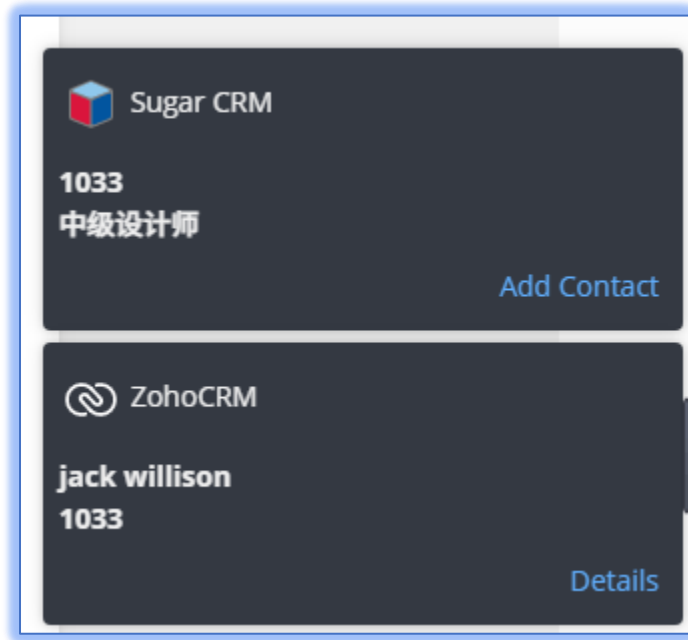 Sugar CRM
1033
中级设计师
Add Contact
ZohoCRM
jack willison
1033
Details